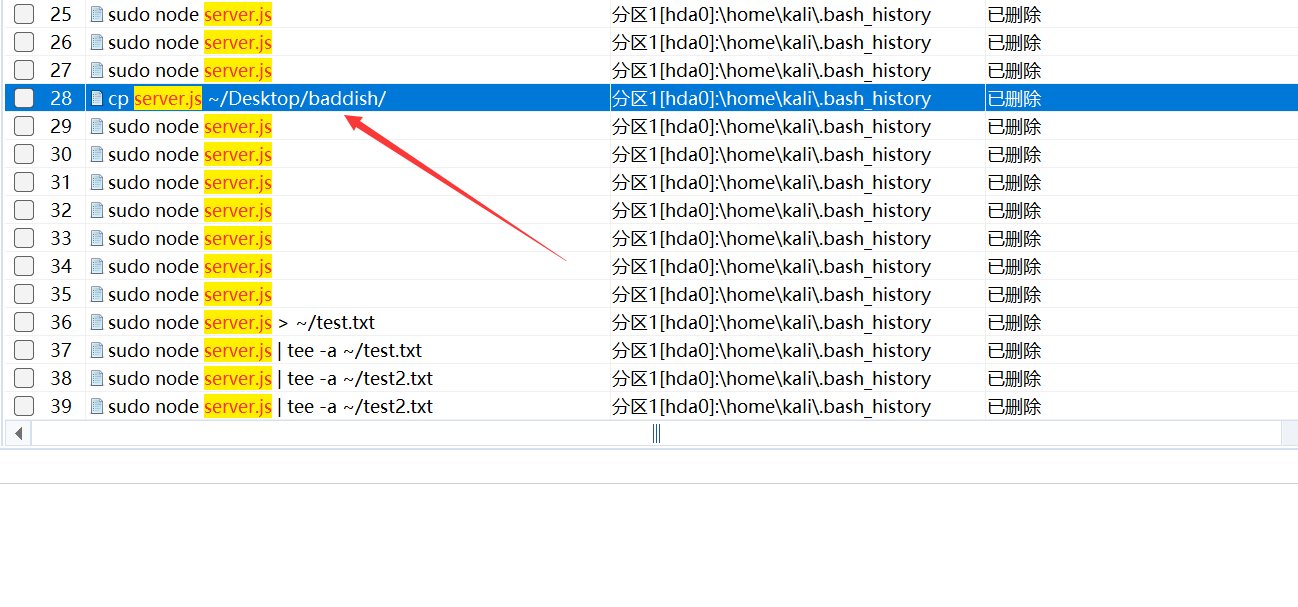 25 sudo node server.js 分区1[hda0]:\home\kali\.bash_history 已删除
26 sudo node server.js 分区1[hda0]:\home\kali\.bash_history 已删除
27 sudo node server.js 分区1[hda0]:\home\kali\.bash_history 已删除
28 cp server.js ~/Desktop/baddish/ 分区1[hda0]:\home\kali\.bash_history 已删除
29 sudo node server.js 分区1[hda0]:\home\kali\.bash_history 已删除
30 sudo node server.js 分区1[hda0]:\home\kali\.bash_history 已删除
31 sudo node server.js 分区1[hda0]:\home\kali\.bash_history 已删除
32 sudo node server.js 分区1[hda0]:\home\kali\.bash_history 已删除
33 sudo node server.js 分区1[hda0]:\home\kali\.bash_history 已删除
34 sudo node server.js 分区1[hda0]:\home\kali\.bash_history 已删除
35 sudo node server.js 分区1[hda0]:\home\kali\.bash_history 已删除
36 sudo node server.js > ~/test.txt 分区1[hda0]:\home\kali\.bash_history 已删除
37 sudo node server.js | tee -a ~/test.txt 分区1[hda0]:\home\kali\.bash_history 已删除
38 sudo node server.js | tee -a ~/test2.txt 分区1[hda0]:\home\kali\.bash_history 已删除
39 sudo node server.js | tee -a ~/test2.txt 分区1[hda0]:\home\kali\.bash_history 已删除